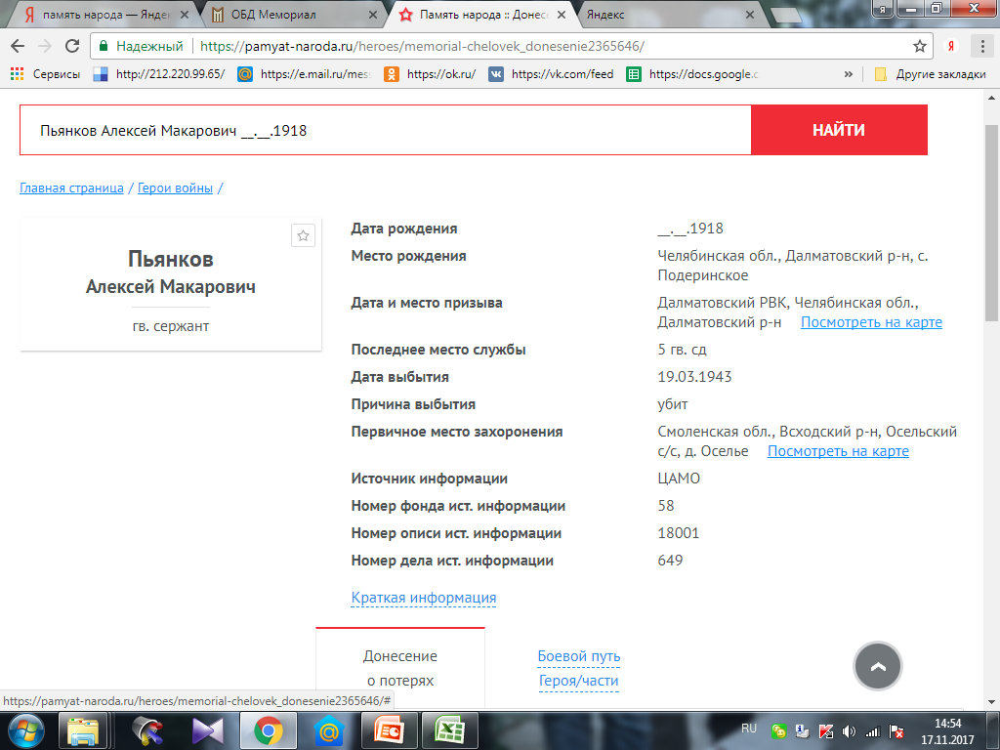 память народа — Яндек
ОБД Мемориал
Память народа :: Донес
Яндекс
Надежный
https://pamyat-naroda.ru/heroes/memorial-chelovek_donesenie2365646/
Сервисы
http://212.220.99.65/
https://e.mail.ru/mes
https://ok.ru/
https://vk.com/feed
https://docs.google.c
»
Другие закладки
Пьянков Алексей Макарович __.__.1918
НАЙТИ
Главная страница / Герои войны /
Пьянков
Алексей Макарович
гв. сержант
Дата рождения __.__.1918
Место рождения Челябинская обл., Далматовский р-н, с.
Подеринское
Дата и место призыва Далматовский РВК, Челябинская обл.,
Далматовский р-н Посмотреть на карте
Последнее место службы 5 гв. сд
Дата выбытия 19.03.1943
Причина выбытия убит
Первичное место захоронения Смоленская обл., Всходский р-н, Осельский
с/с, д. Оселье Посмотреть на карте
Источник информации ЦАМО
Номер фонда ист. информации 58
Номер описи ист. информации 18001
Номер дела ист. информации 649
Краткая информация
Донесение
о потерях
Боевой путь
Героя/части
https://pamyat-naroda.ru/heroes/memorial-chelovek_donesenie2365646/#
RU
14:54
17.11.2017